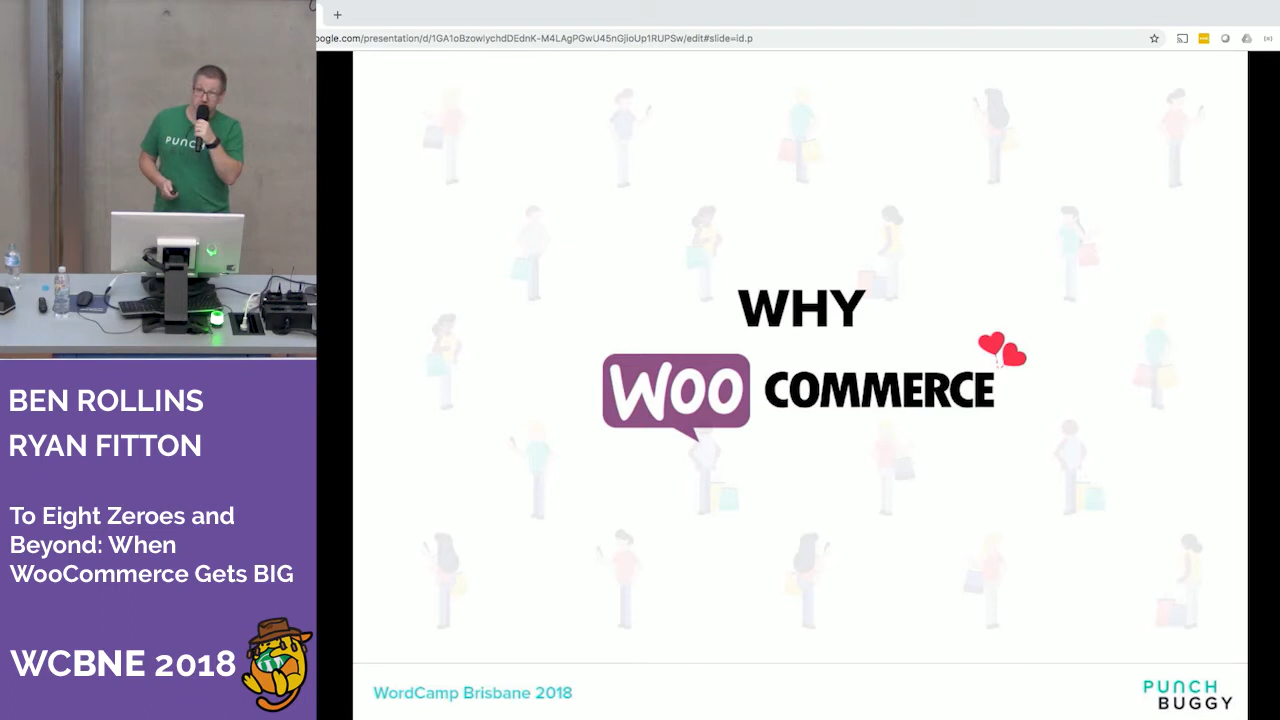 oogle.com/presentation/d/1GA1oBzowlychdDEdnK-M4LAgPGwU45nGjioUp1RUPSw/edit#slide=id.p
PUNCH
WHY
WOO COMMERCE
BEN ROLLINS
RYAN FITTON
To Eight Zeroes and
Beyond: When
WooCommerce Gets BIG
WCBNE 2018
WordCamp Brisbane 2018
PUNCH
BUGGY